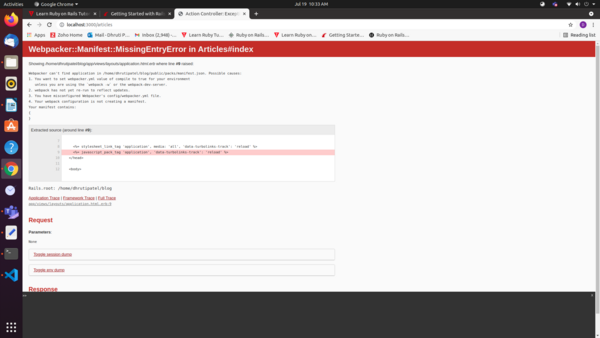 Activities
Google Chrome
Jul 19 10:33 AM
Learn Ruby on Rails Tutor
Getting Started with Rail
Action Controller: Excep
localhost:3000/articles
Gmail
YouTube
Maps
Zoho Home
Articles
Mail - Dhruti P...
Inbox (2,948) -...
Learn Ruby on...
Ruby on Rails...
Learn Ruby on...
Getting Starte...
Ruby on Rails...
Reading list
Webpacker::Manifest::MissingEntryError in Articles#index
Showing /home/dhrutipatel/blog/app/views/layouts/application.html.erb where line #9 raised:
Webpacker can't find application in /home/dhrutipatel/blog/public/packs/manifest.json. Possible causes:
1. You want to set webpacker.yml value of compile to true for your environment
unless you are using the `webpack -w` or the webpack-dev-server.
2. webpack has not yet re-run to reflect updates.
3. You have misconfigured Webpacker's config/webpacker.yml file.
4. Your webpack configuration is not creating a manifest.
Your manifest contains:
{
}
Extracted source (around line #9):
7
8
<%= stylesheet_link_tag 'application', media: 'all', 'data-turbolinks-track': 'reload' %>
9
<%= javascript_pack_tag 'application', 'data-turbolinks-track': 'reload' %>
10
</head>
11
12
<body>
Rails.root: /home/dhrutipatel/blog
Application Trace | Framework Trace | Full Trace
app/views/layouts/application.html.erb:9
Request
Parameters:
None
Toggle session dump
Toggle env dump
Response
>>
x